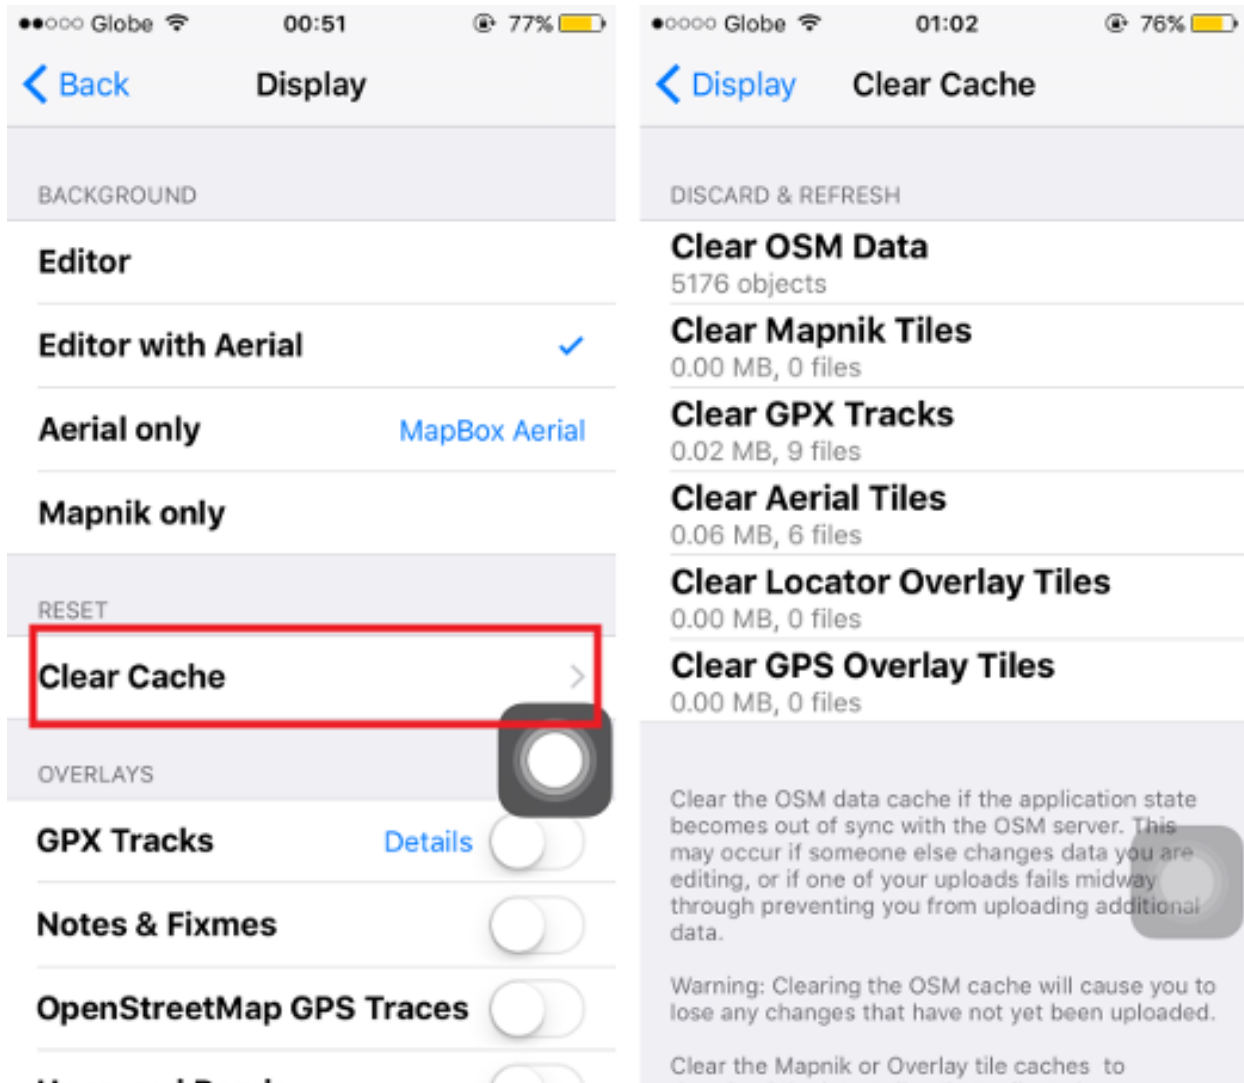 Globe 00:51 77%
Back Display
BACKGROUND
Editor
Editor with Aerial
Aerial only MapBox Aerial
Mapnik only
RESET
Clear Cache
OVERLAYS
GPX Tracks Details
Notes & Fixmes
OpenStreetMap GPS Traces
Globe 01:02 76%
Display Clear Cache
DISCARD & REFRESH
Clear OSM Data
5176 objects
Clear Mapnik Tiles
0.00 MB, 0 files
Clear GPX Tracks
0.02 MB, 9 files
Clear Aerial Tiles
0.06 MB, 6 files
Clear Locator Overlay Tiles
0.00 MB, 0 files
Clear GPS Overlay Tiles
0.00 MB, 0 files
Clear the OSM data cache if the application state
becomes out of sync with the OSM server. This
may occur if someone else changes data you are
editing, or if one of your uploads fails midway
through preventing you from uploading additional
data.
Warning: Clearing the OSM cache will cause you to
lose any changes that have not yet been uploaded.
Clear the Mapnik or Overlay tile caches to